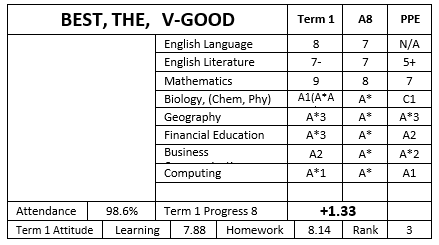 BEST, THE, V-GOOD Term 1 A8 PPE
English Language 8 7 N/A
English Literature 7- 7 5+
Mathematics 9 8 7
Biology, (Chem, Phy) A1(A*A A* C1
Geography A*3 A* A*3
Financial Education A*3 A* A2
Business A2 A* A*2
Computing A*1 A* A1
Attendance 98.6% Term 1 Progress 8 +1.33
Term 1 Attitude Learning 7.88 Homework 8.14 Rank 3